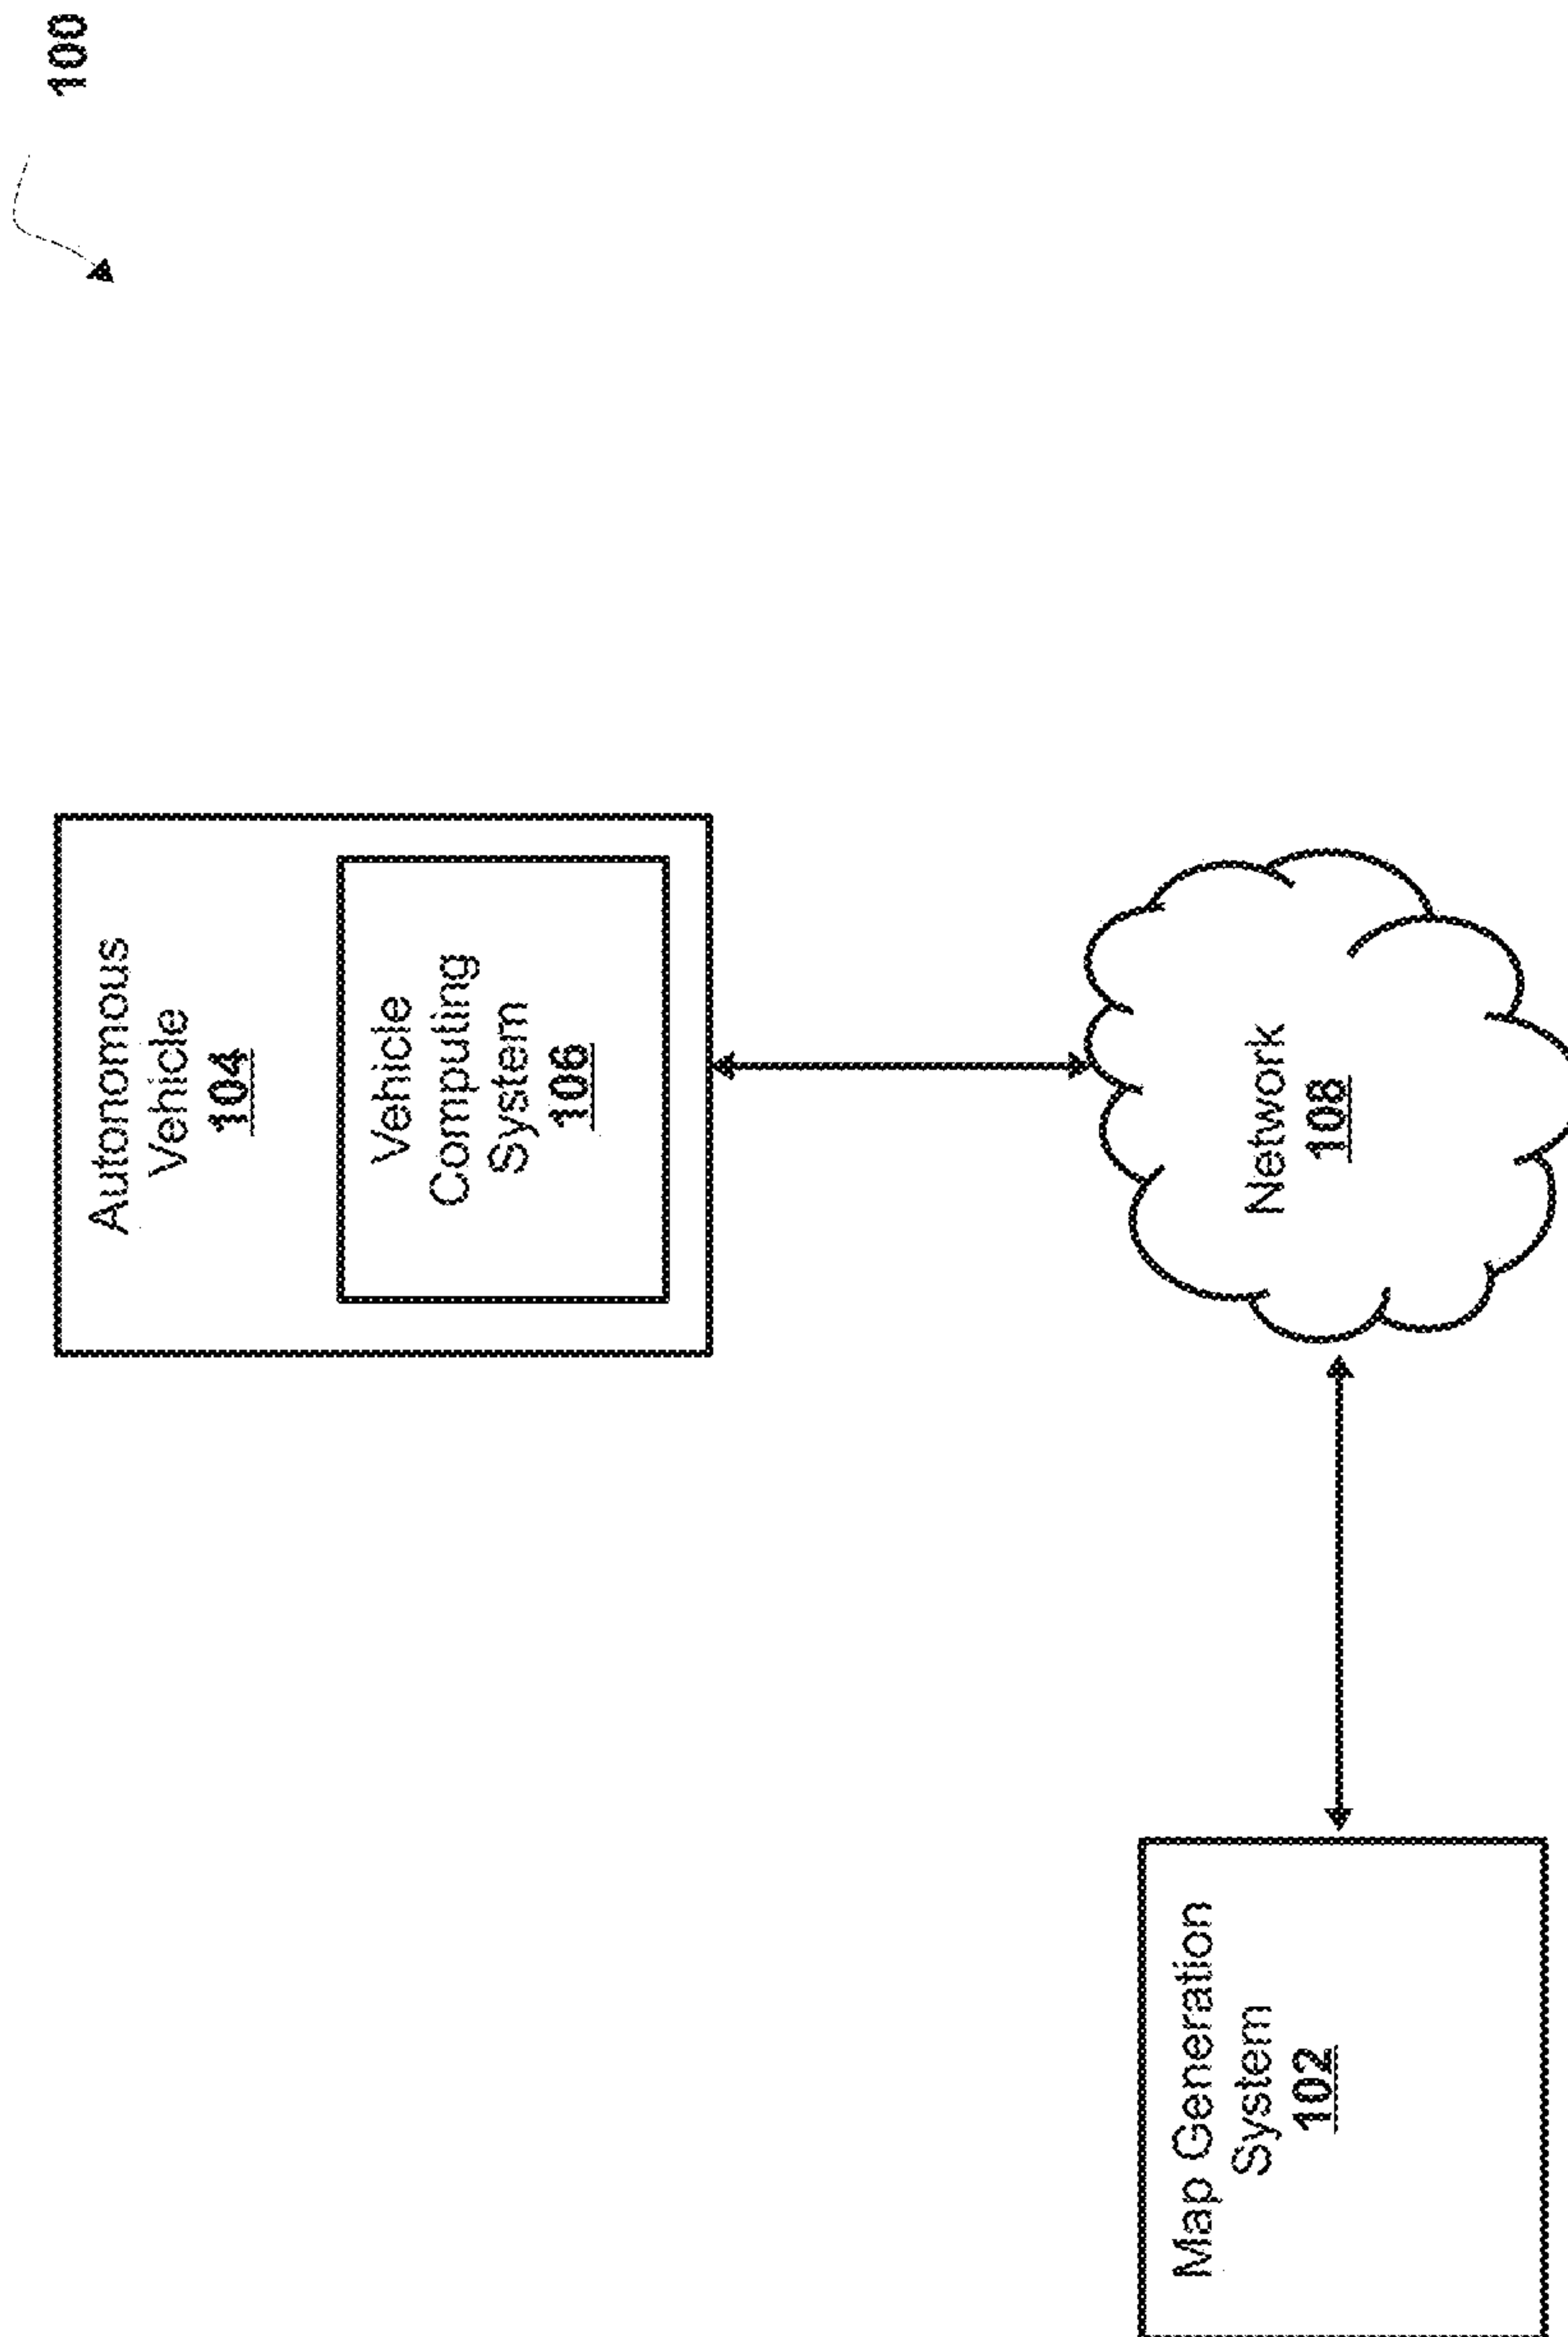 100
Autonomous
Vehicle
104
Vehicle
Computing
System
106
Network
108
Map Generation
System
102